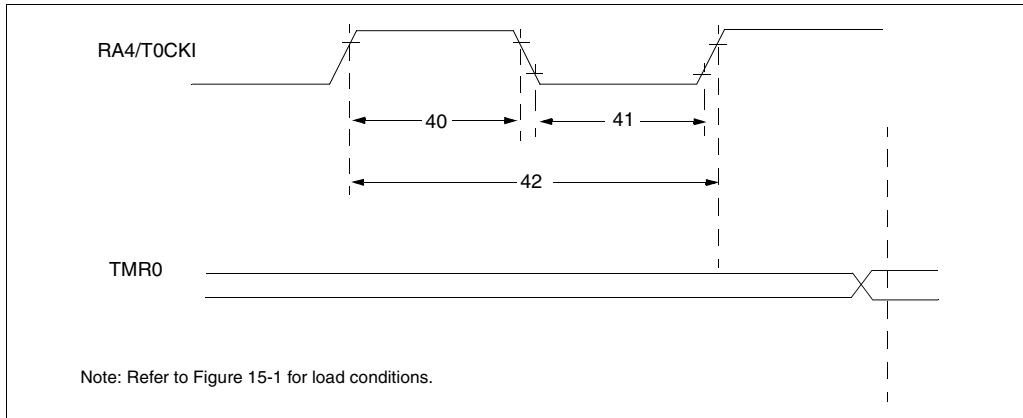 RA4/T0CKI
40
41
42
TMR0
Note: Refer to Figure 15-1 for load conditions.